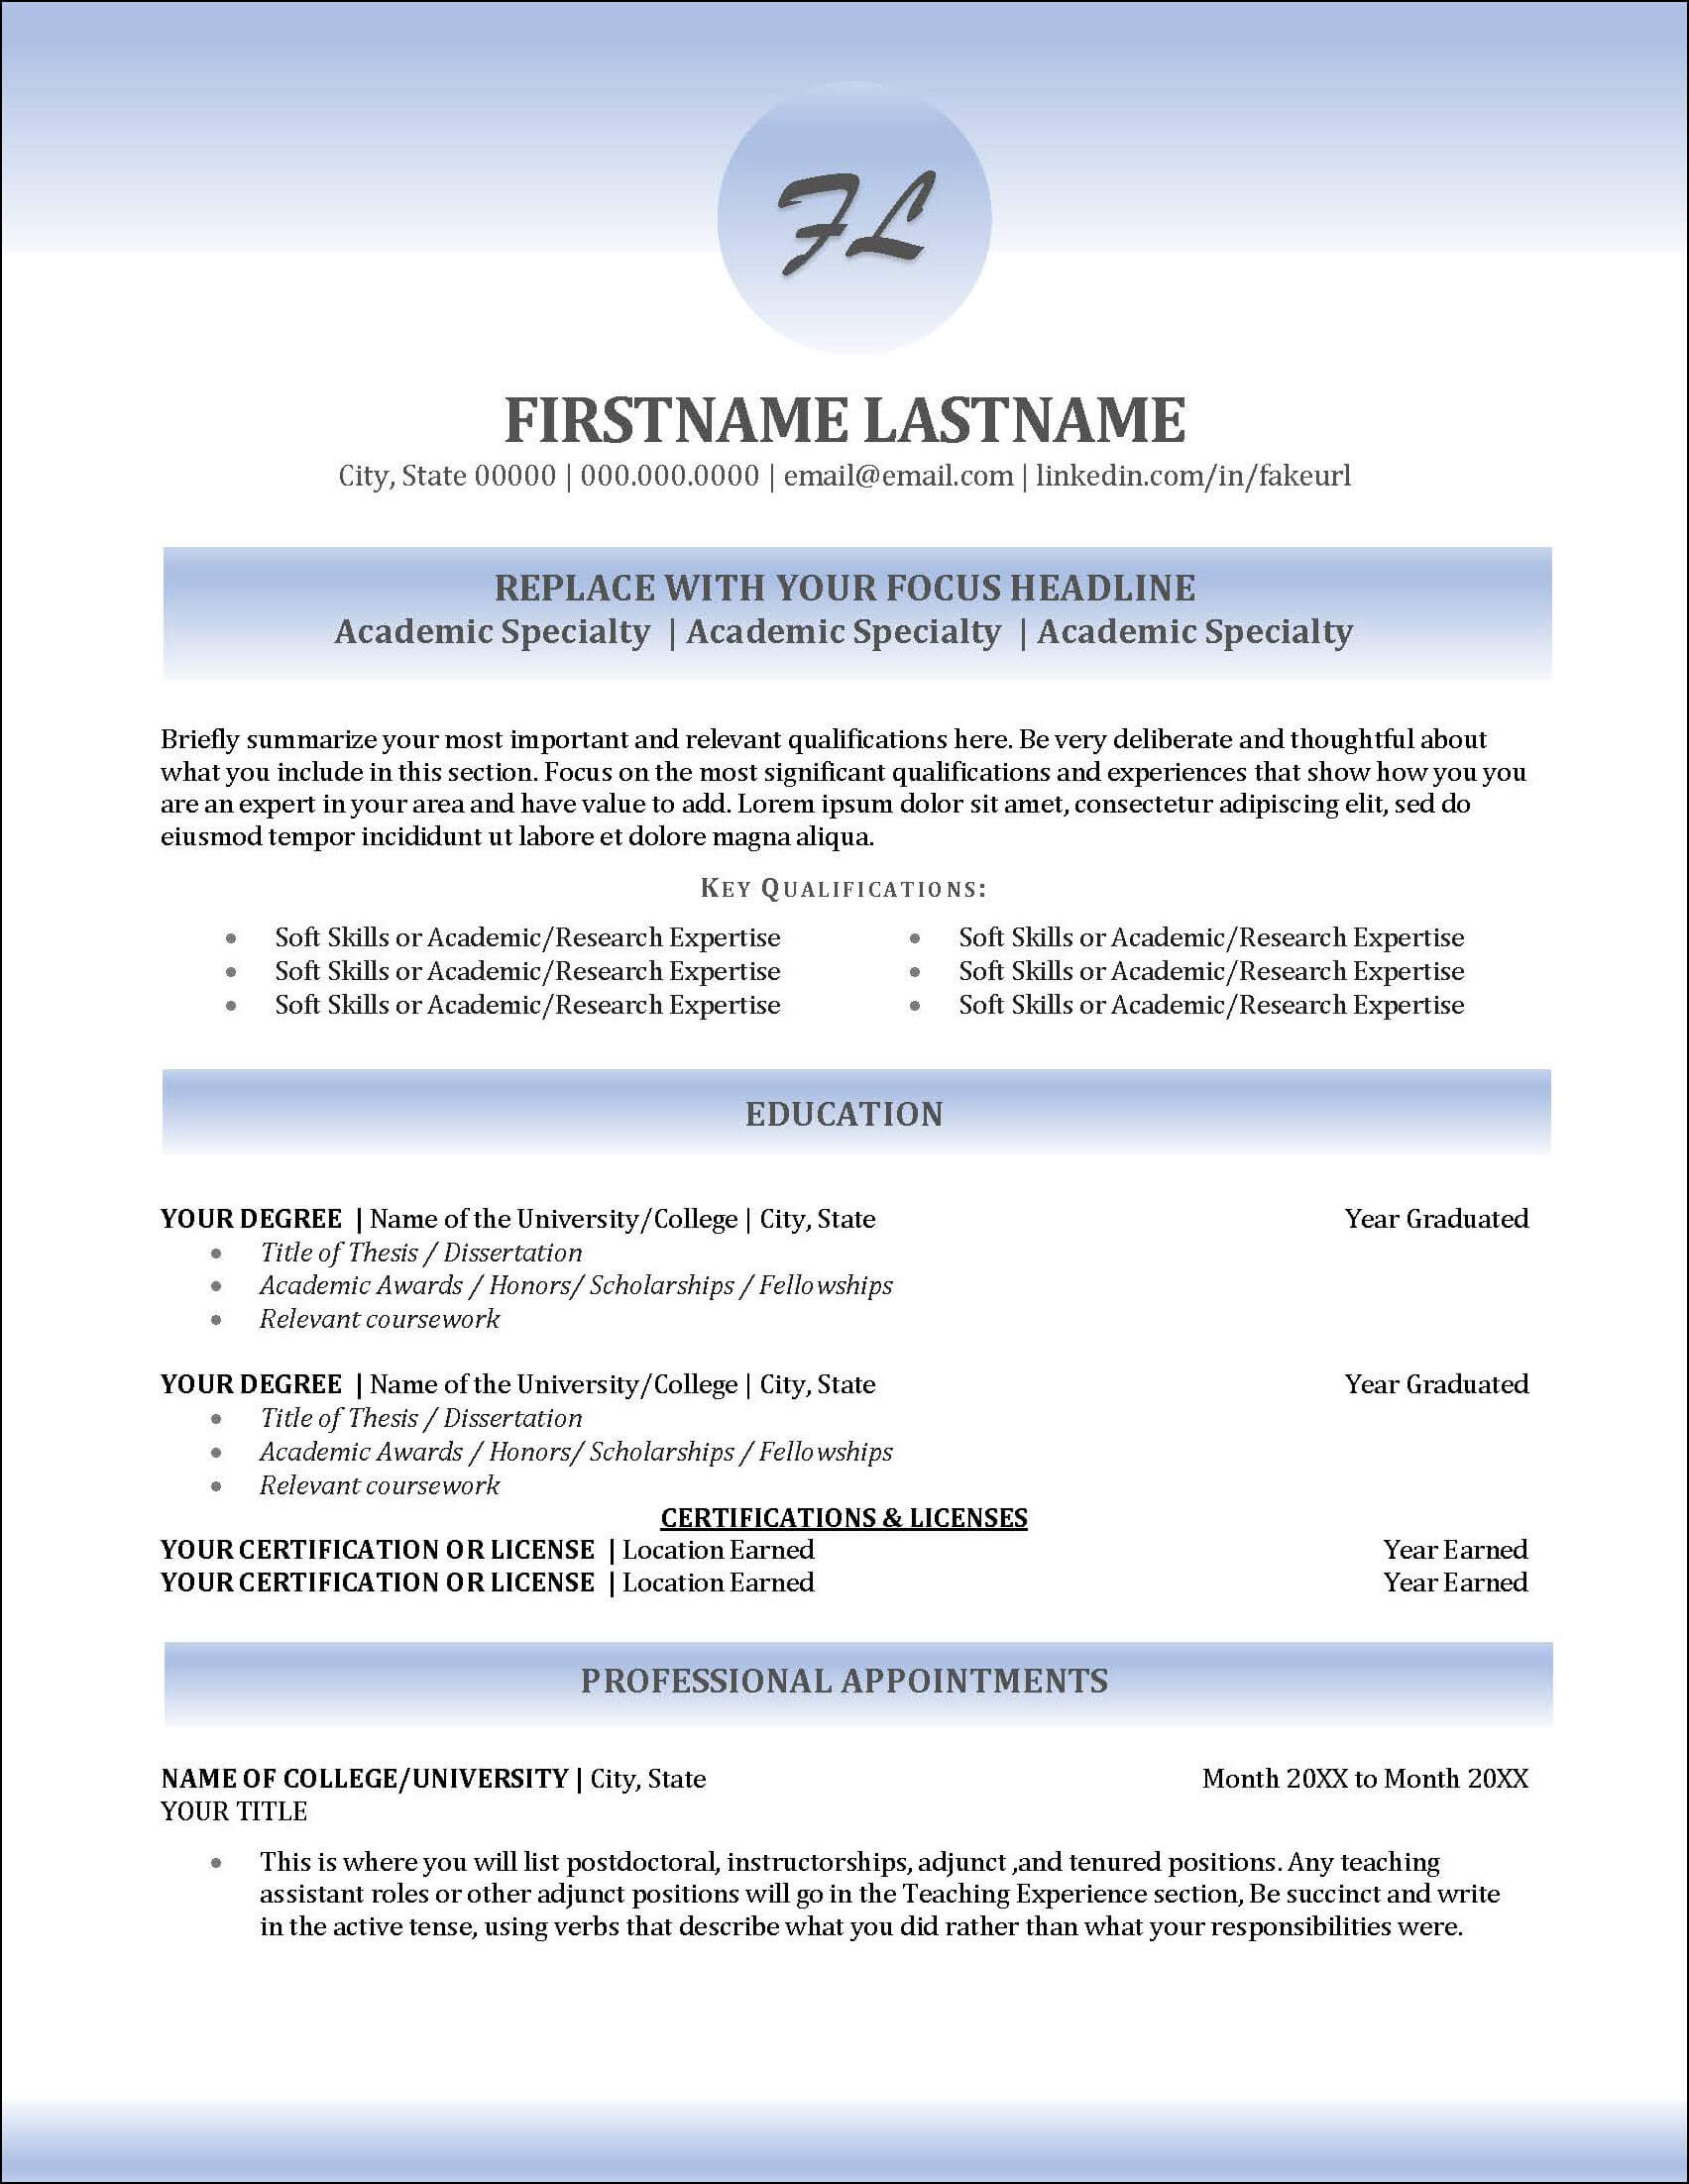 FL
FIRSTNAME LASTNAME
City, State 00000 | 000.000.0000 | email@email.com | linkedin.com/in/fakeurl
REPLACE WITH YOUR FOCUS HEADLINE
Academic Specialty | Academic Specialty | Academic Specialty
Briefly summarize your most important and relevant qualifications here. Be very deliberate and thoughtful about
what you include in this section. Focus on the most significant qualifications and experiences that show how you you
are an expert in your area and have value to add. Lorem ipsum dolor sit amet, consectetur adipiscing elit, sed do
eiusmod tempor incididunt ut labore et dolore magna aliqua.
KEY QUALIFICATIONS:
• Soft Skills or Academic/Research Expertise • Soft Skills or Academic/Research Expertise
• Soft Skills or Academic/Research Expertise • Soft Skills or Academic/Research Expertise
• Soft Skills or Academic/Research Expertise • Soft Skills or Academic/Research Expertise
EDUCATION
YOUR DEGREE | Name of the University/College | City, State Year Graduated
• Title of Thesis / Dissertation
• Academic Awards / Honors/ Scholarships / Fellowships
• Relevant coursework
YOUR DEGREE | Name of the University/College | City, State Year Graduated
• Title of Thesis / Dissertation
• Academic Awards / Honors/ Scholarships / Fellowships
• Relevant coursework
CERTIFICATIONS & LICENSES
YOUR CERTIFICATION OR LICENSE | Location Earned Year Earned
YOUR CERTIFICATION OR LICENSE | Location Earned Year Earned
PROFESSIONAL APPOINTMENTS
NAME OF COLLEGE/UNIVERSITY | City, State Month 20XX to Month 20XX
YOUR TITLE
• This is where you will list postdoctoral, instructorships, adjunct ,and tenured positions. Any teaching
assistant roles or other adjunct positions will go in the Teaching Experience section, Be succinct and write
in the active tense, using verbs that describe what you did rather than what your responsibilities were.